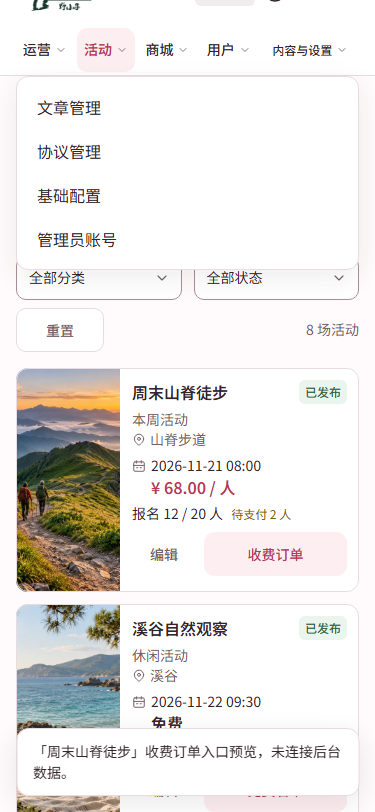 野小子
运营
活动
商城
用户
内容与设置
文章管理
协议管理
基础配置
管理员账号
全部分类
全部状态
重置
8 场活动
周末山脊徒步
已发布
本周活动
山脊步道
2026-11-21 08:00
¥ 68.00 / 人
报名 12 / 20 人 待支付 2 人
编辑
收费订单
溪谷自然观察
已发布
休闲活动
溪谷
2026-11-22 09:30
免费
「周末山脊徒步」收费订单入口预览，未连接后台
数据。